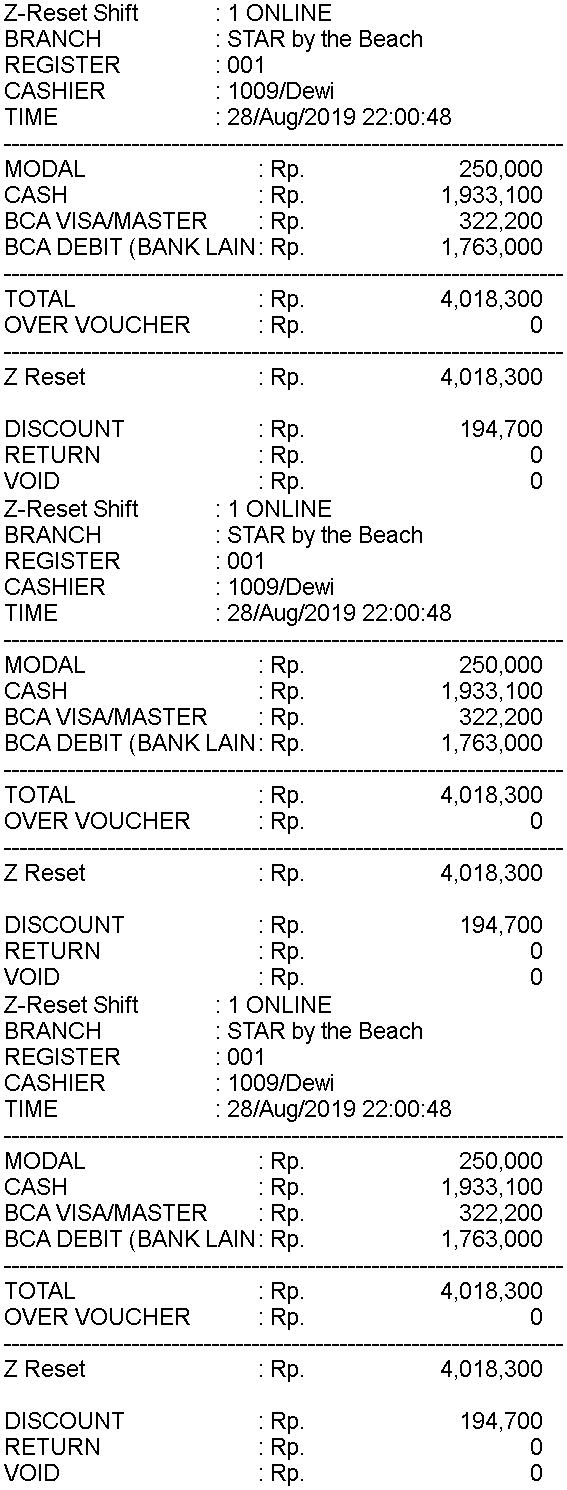 Z-Reset Shift : 1 ONLINE
BRANCH : STAR by the Beach
REGISTER : 001
CASHIER : 1009/Dewi
TIME : 28/Aug/2019 22:00:48
----------------------------------------------------------------------
MODAL : Rp. 250,000
CASH : Rp. 1,933,100
BCA VISA/MASTER : Rp. 322,200
BCA DEBIT (BANK LAIN : Rp. 1,763,000
----------------------------------------------------------------------
TOTAL : Rp. 4,018,300
OVER VOUCHER : Rp. 0
----------------------------------------------------------------------
Z Reset : Rp. 4,018,300
DISCOUNT : Rp. 194,700
RETURN : Rp. 0
VOID : Rp. 0
Z-Reset Shift : 1 ONLINE
BRANCH : STAR by the Beach
REGISTER : 001
CASHIER : 1009/Dewi
TIME : 28/Aug/2019 22:00:48
----------------------------------------------------------------------
MODAL : Rp. 250,000
CASH : Rp. 1,933,100
BCA VISA/MASTER : Rp. 322,200
BCA DEBIT (BANK LAIN : Rp. 1,763,000
----------------------------------------------------------------------
TOTAL : Rp. 4,018,300
OVER VOUCHER : Rp. 0
----------------------------------------------------------------------
Z Reset : Rp. 4,018,300
DISCOUNT : Rp. 194,700
RETURN : Rp. 0
VOID : Rp. 0
Z-Reset Shift : 1 ONLINE
BRANCH : STAR by the Beach
REGISTER : 001
CASHIER : 1009/Dewi
TIME : 28/Aug/2019 22:00:48
----------------------------------------------------------------------
MODAL : Rp. 250,000
CASH : Rp. 1,933,100
BCA VISA/MASTER : Rp. 322,200
BCA DEBIT (BANK LAIN : Rp. 1,763,000
----------------------------------------------------------------------
TOTAL : Rp. 4,018,300
OVER VOUCHER : Rp. 0
----------------------------------------------------------------------
Z Reset : Rp. 4,018,300
DISCOUNT : Rp. 194,700
RETURN : Rp. 0
VOID : Rp. 0